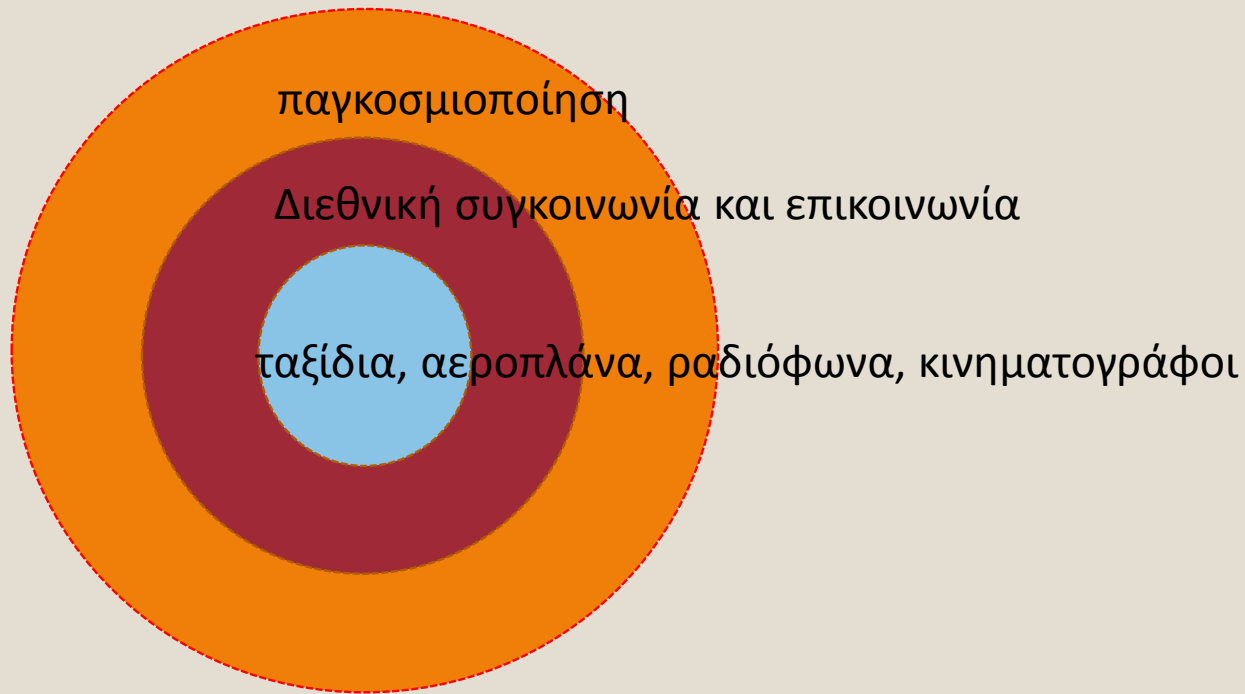 παγκοσμιοποίηση
Διεθνική συγκοινωνία και επικοινωνία
ταξίδια, αεροπλάνα, ραδιόφωνα, κινηματογράφοι